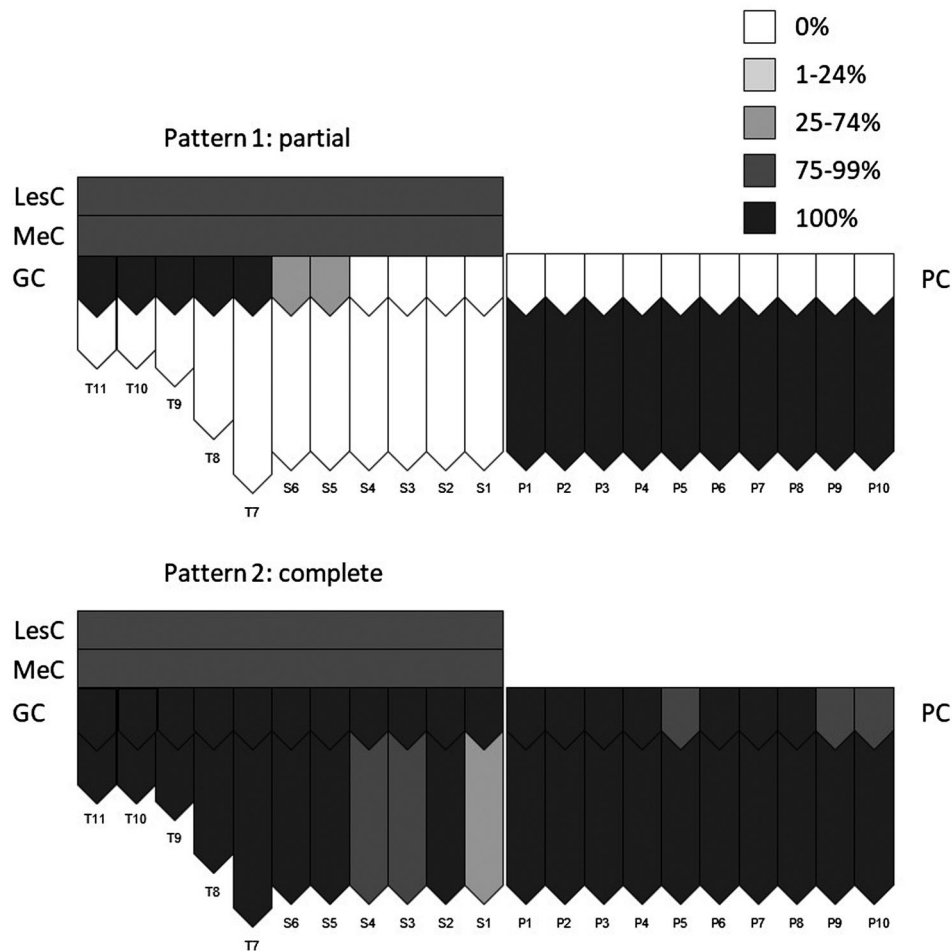 0%
1-24%
25-74%
75-99%
100%
Pattern 1: partial
LesC
MeC
GC
PC
T11 T10 T9 T8 T7 S6 S5 S4 S3 S2 S1 P1 P2 P3 P4 P5 P6 P7 P8 P9 P10
Pattern 2: complete
LesC
MeC
GC
PC
T11 T10 T9 T8 T7 S6 S5 S4 S3 S2 S1 P1 P2 P3 P4 P5 P6 P7 P8 P9 P10